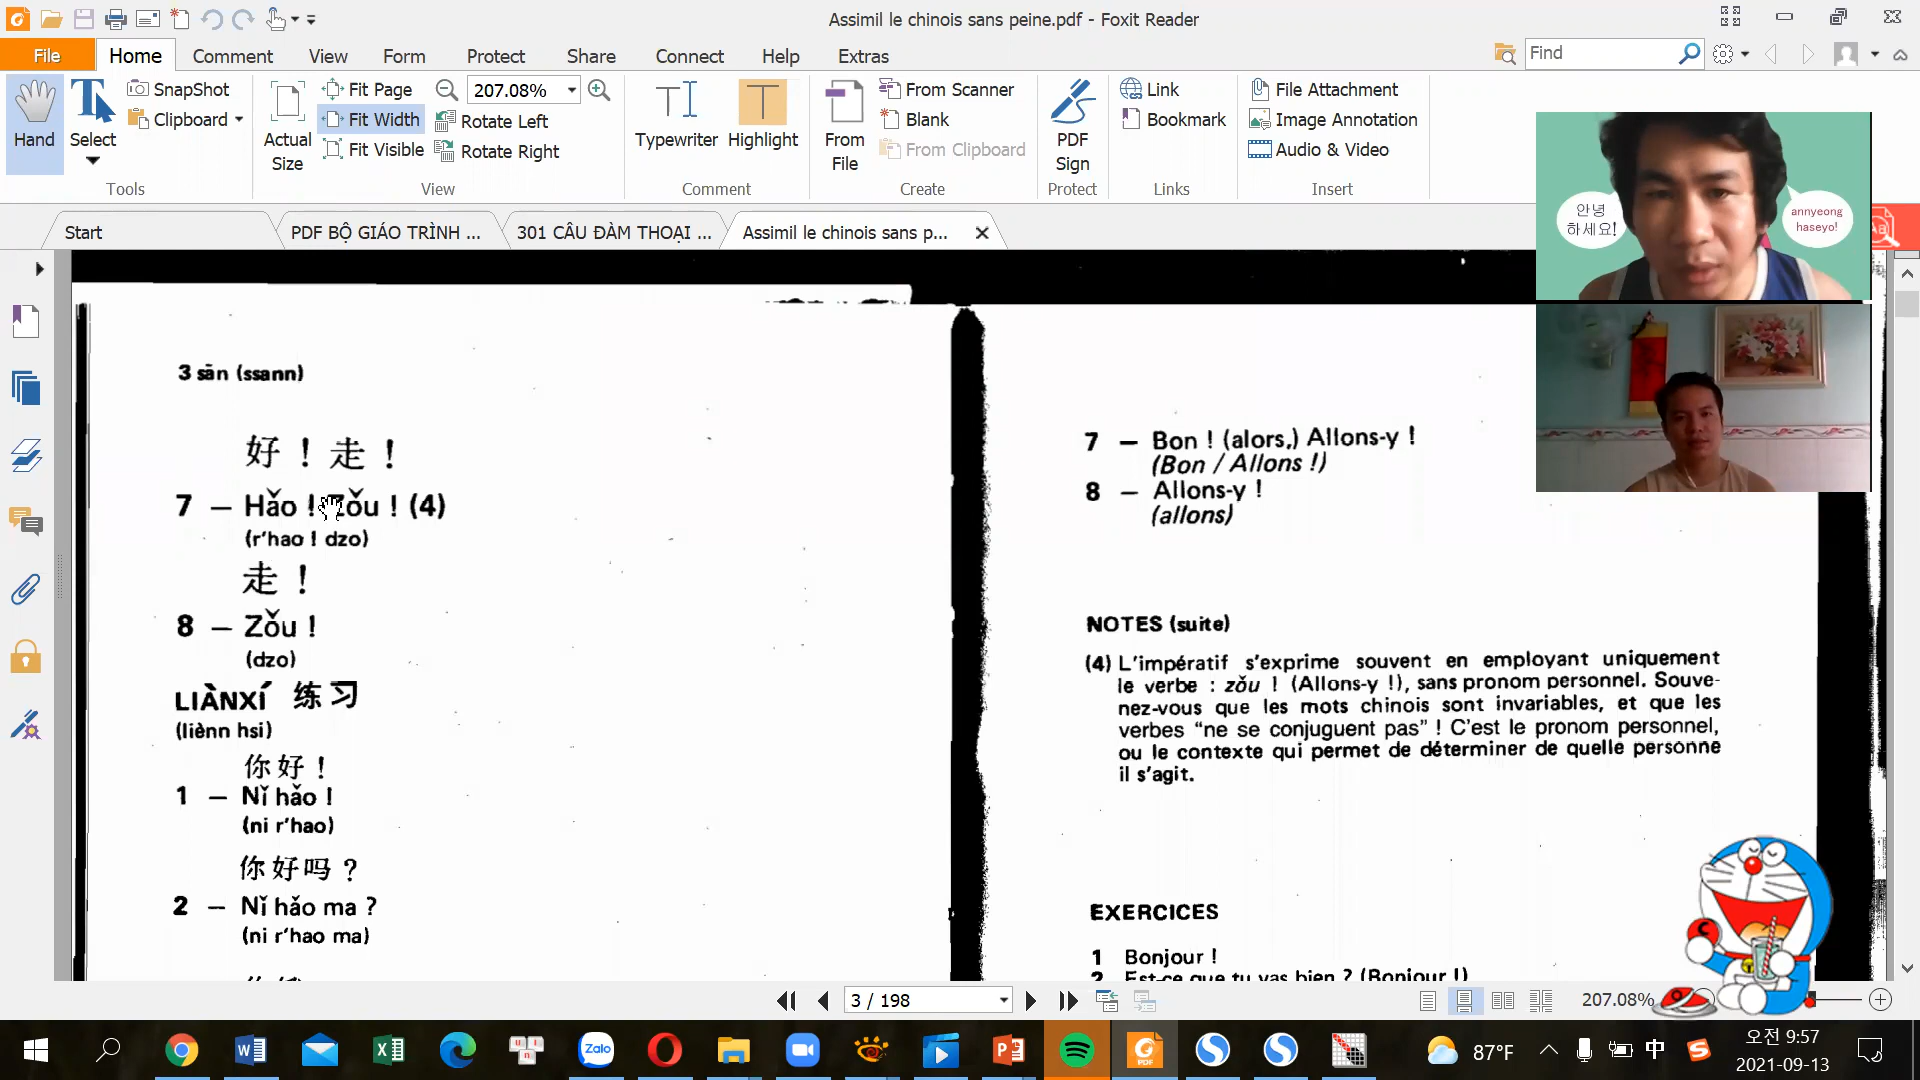 Assimil le chinois sans peine.pdf - Foxit Reader
File Home Comment View Form Protect Share Connect Help Extras
Find
Hand
Select
SnapShot
Clipboard
Actual Size
Fit Page
Fit Width
Fit Visible
207.08%
Rotate Left
Rotate Right
Typewriter
Highlight
From File
From Scanner
Blank
From Clipboard
PDF Sign
Link
Bookmark
File Attachment
Image Annotation
Audio & Video
Tools View Comment Create Protect Links Insert
Start
PDF BỘ GIÁO TRÌNH ...
301 CÂU ĐÀM THOẠI ...
Assimil le chinois sans p...
안녕
하세요!
annyeong
haseyo!
3 sān (ssann)
好！走！
7 — Hǎo ! Zǒu ! (4)
(r'hao ! dzo)
走！
8 — Zǒu !
(dzo)
LIÀNXÍ 练习
(liènn hsi)
你好！
1 — Nǐ hǎo !
(ni r'hao)
你好吗？
2 — Nǐ hǎo ma ?
(ni r'hao ma)
7 — Bon ! (alors,) Allons-y !
(Bon / Allons !)
8 — Allons-y !
(allons)
NOTES (suite)
(4) L'impératif s'exprime souvent en employant uniquement
le verbe : zǒu ! (Allons-y !), sans pronom personnel. Souve-
nez-vous que les mots chinois sont invariables, et que les
verbes "ne se conjuguent pas" ! C'est le pronom personnel,
ou le contexte qui permet de déterminer de quelle personne
il s'agit.
EXERCICES
1 Bonjour !
2 Est-ce que tu vas bien ? (Bonjour !)
3 / 198
207.08%
Zalo
87°F
中
오전 9:57
2021-09-13